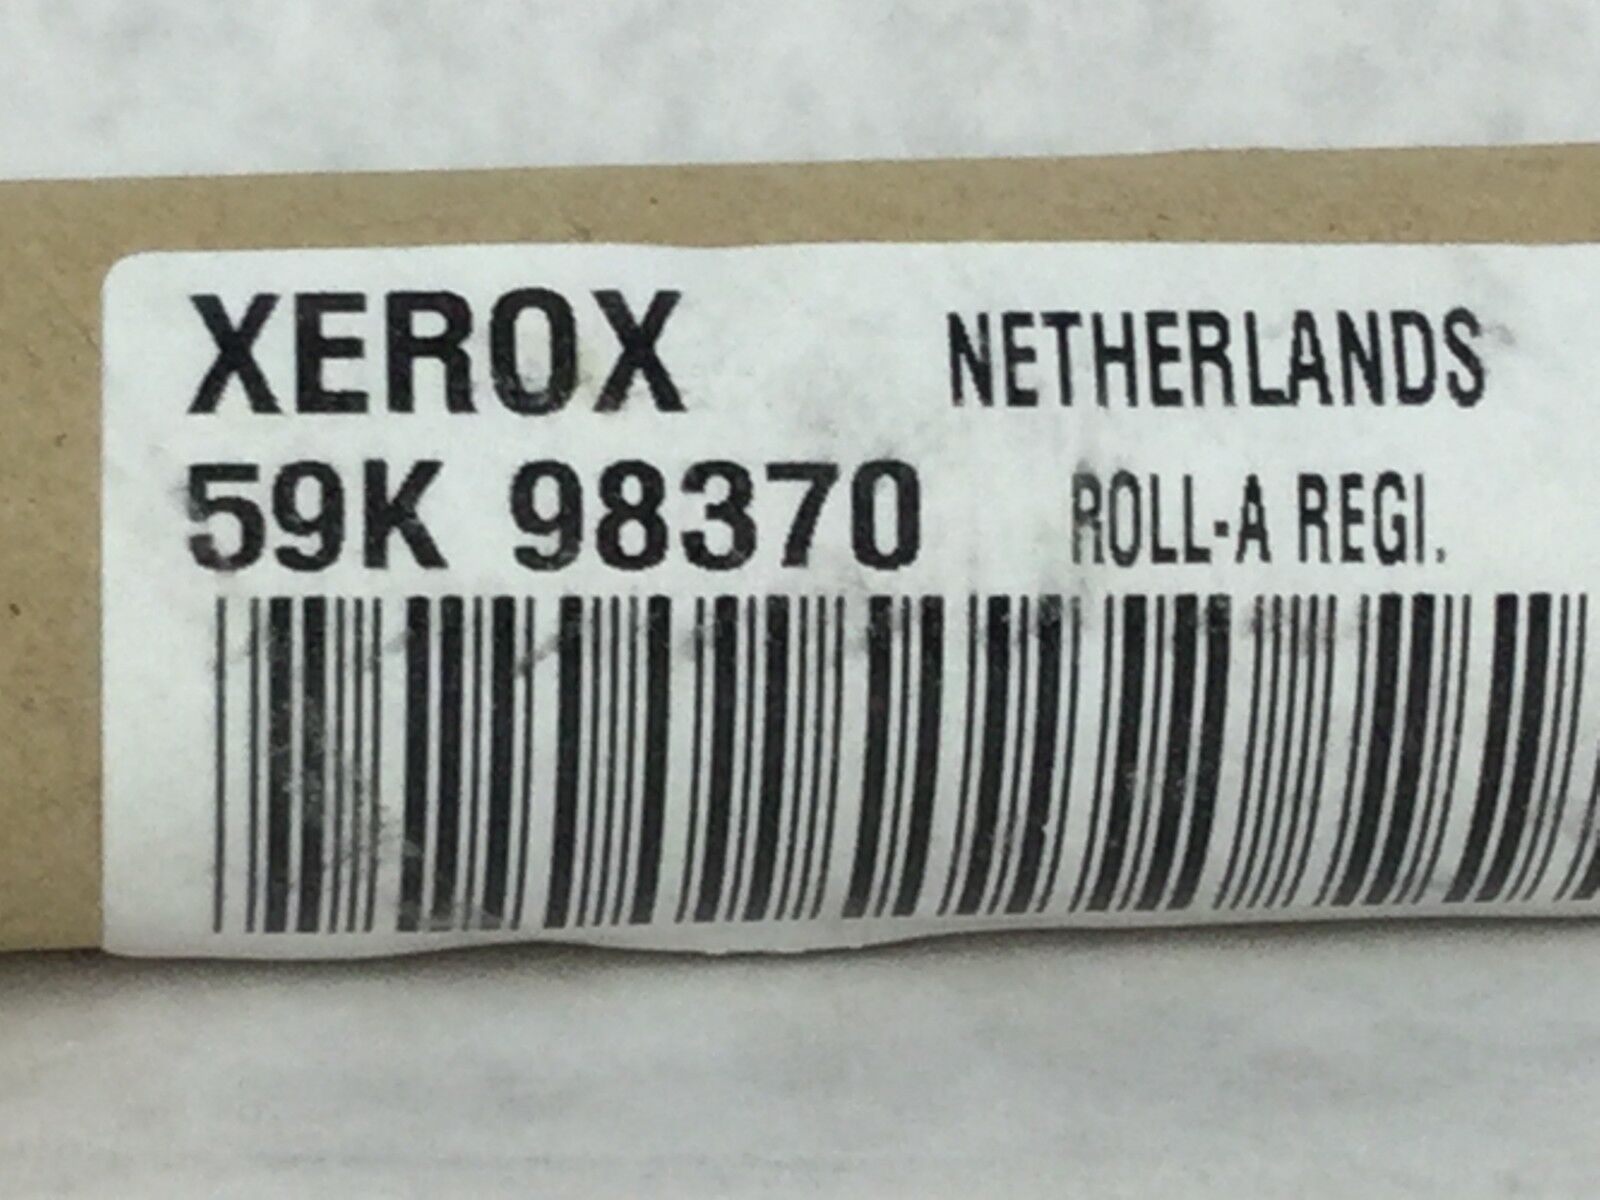 XEROX NETHERLANDS
59K 98370 ROLL-A REGI.